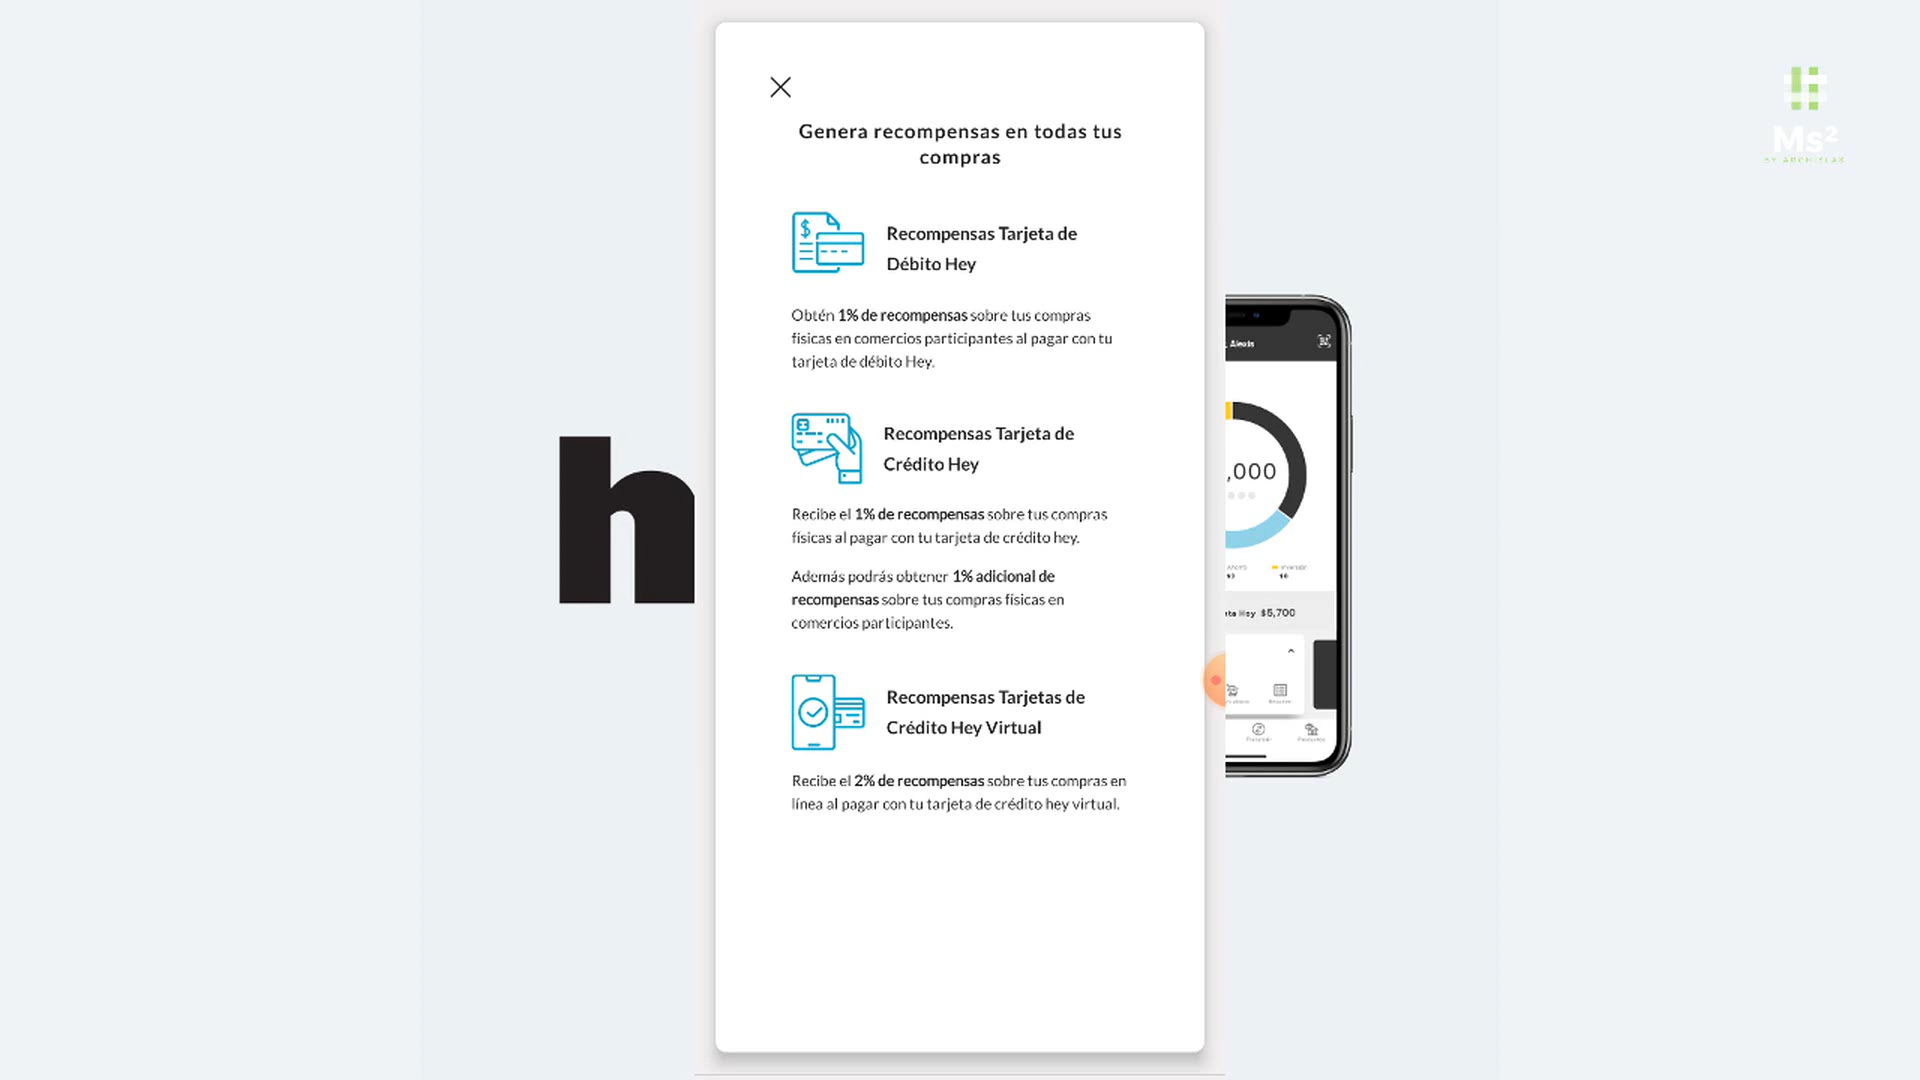 Genera recompensas en todas tus
compras
Recompensas Tarjeta de
Débito Hey
Obtén 1% de recompensas sobre tus compras
físicas en comercios participantes al pagar con tu
tarjeta de débito Hey.
Recompensas Tarjeta de
Crédito Hey
Recibe el 1% de recompensas sobre tus compras
físicas al pagar con tu tarjeta de crédito hey.
Además podrás obtener 1% adicional de
recompensas sobre tus compras físicas en
comercios participantes.
Recompensas Tarjetas de
Crédito Hey Virtual
Recibe el 2% de recompensas sobre tus compras en
línea al pagar con tu tarjeta de crédito hey virtual.
h
Alexis
,000
Hoy $5,700
Ms²
BY ARCHIFLAX